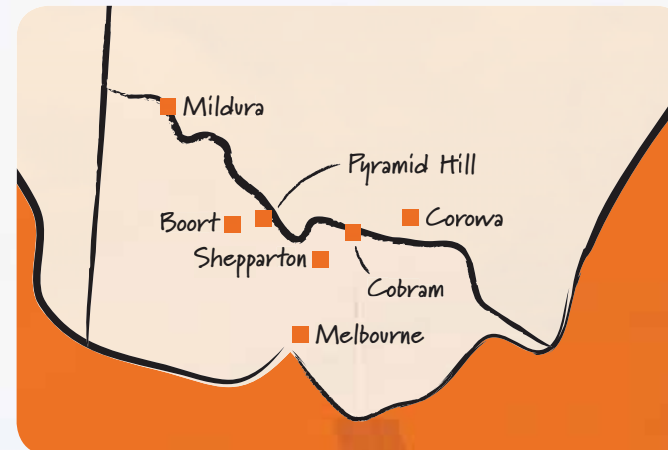 Mildura
Pyramid Hill
Boort
Corowa
Shepparton
Cobram
Melbourne